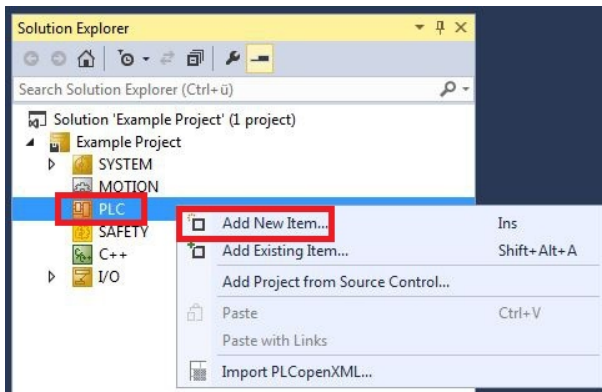 Solution Explorer
Search Solution Explorer (Ctrl+ü)
Solution 'Example Project' (1 project)
Example Project
SYSTEM
MOTION
PLC
SAFETY
C++
I/O
Add New Item... Ins
Add Existing Item... Shift+Alt+A
Add Project from Source Control...
Paste Ctrl+V
Paste with Links
Import PLCopenXML...